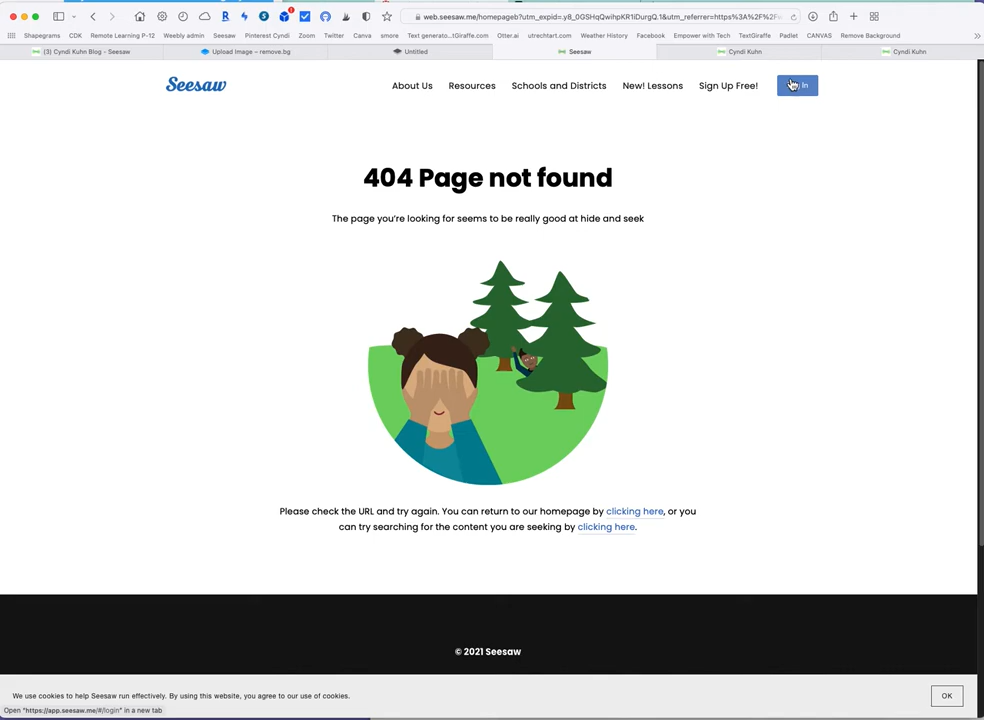 web.seesaw.me/homepageb?utm_expid=.y8_0GSHqQwihpKR1iDurgQ.1&utm_referrer=https%3A%2F%2F
Shapegrams CDK Remote Learning P-12 Weebly admin Seesaw Pinterest Cyndi Zoom Twitter Canva smore Text generato...tGiraffe.com Otter.ai utrechtart.com Weather History Facebook Empower with Tech TextGiraffe Padlet CANVAS Remove Background
(3) Cyndi Kuhn Blog - Seesaw Upload Image – remove.bg Untitled Seesaw Cyndi Kuhn Cyndi Kuhn
Seesaw About Us Resources Schools and Districts New! Lessons Sign Up Free! In
404 Page not found
The page you're looking for seems to be really good at hide and seek
Please check the URL and try again. You can return to our homepage by clicking here, or you
can try searching for the content you are seeking by clicking here.
© 2021 Seesaw
We use cookies to help Seesaw run effectively. By using this website, you agree to our use of cookies. OK
Open "https://app.seesaw.me/#/login" in a new tab